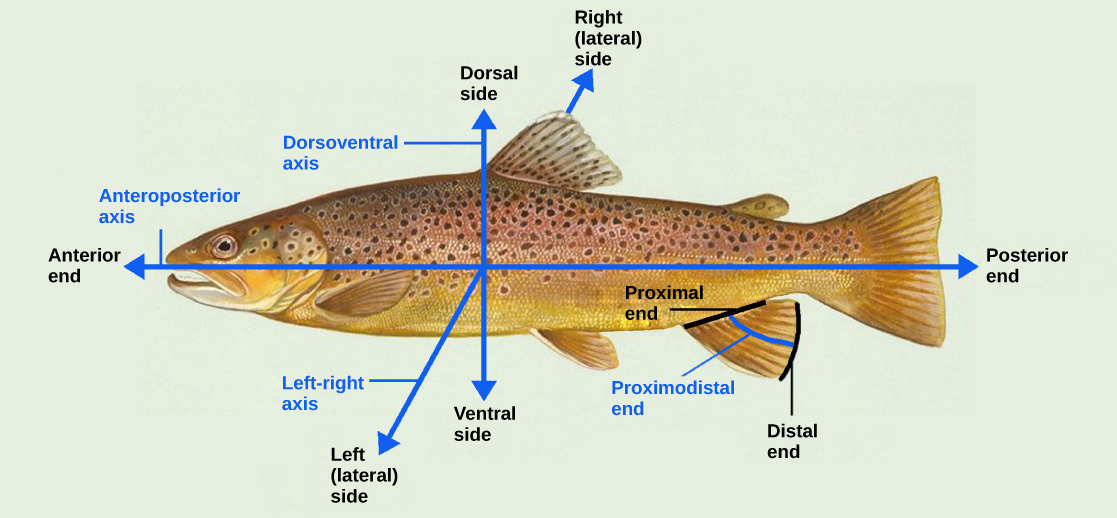 Right
(lateral)
side
Dorsal
side
Dorsoventral
axis
Anteroposterior
axis
Anterior
end
Posterior
end
Proximal
end
Left-right
axis
Proximodistal
end
Ventral
side
Distal
end
Left
(lateral)
side